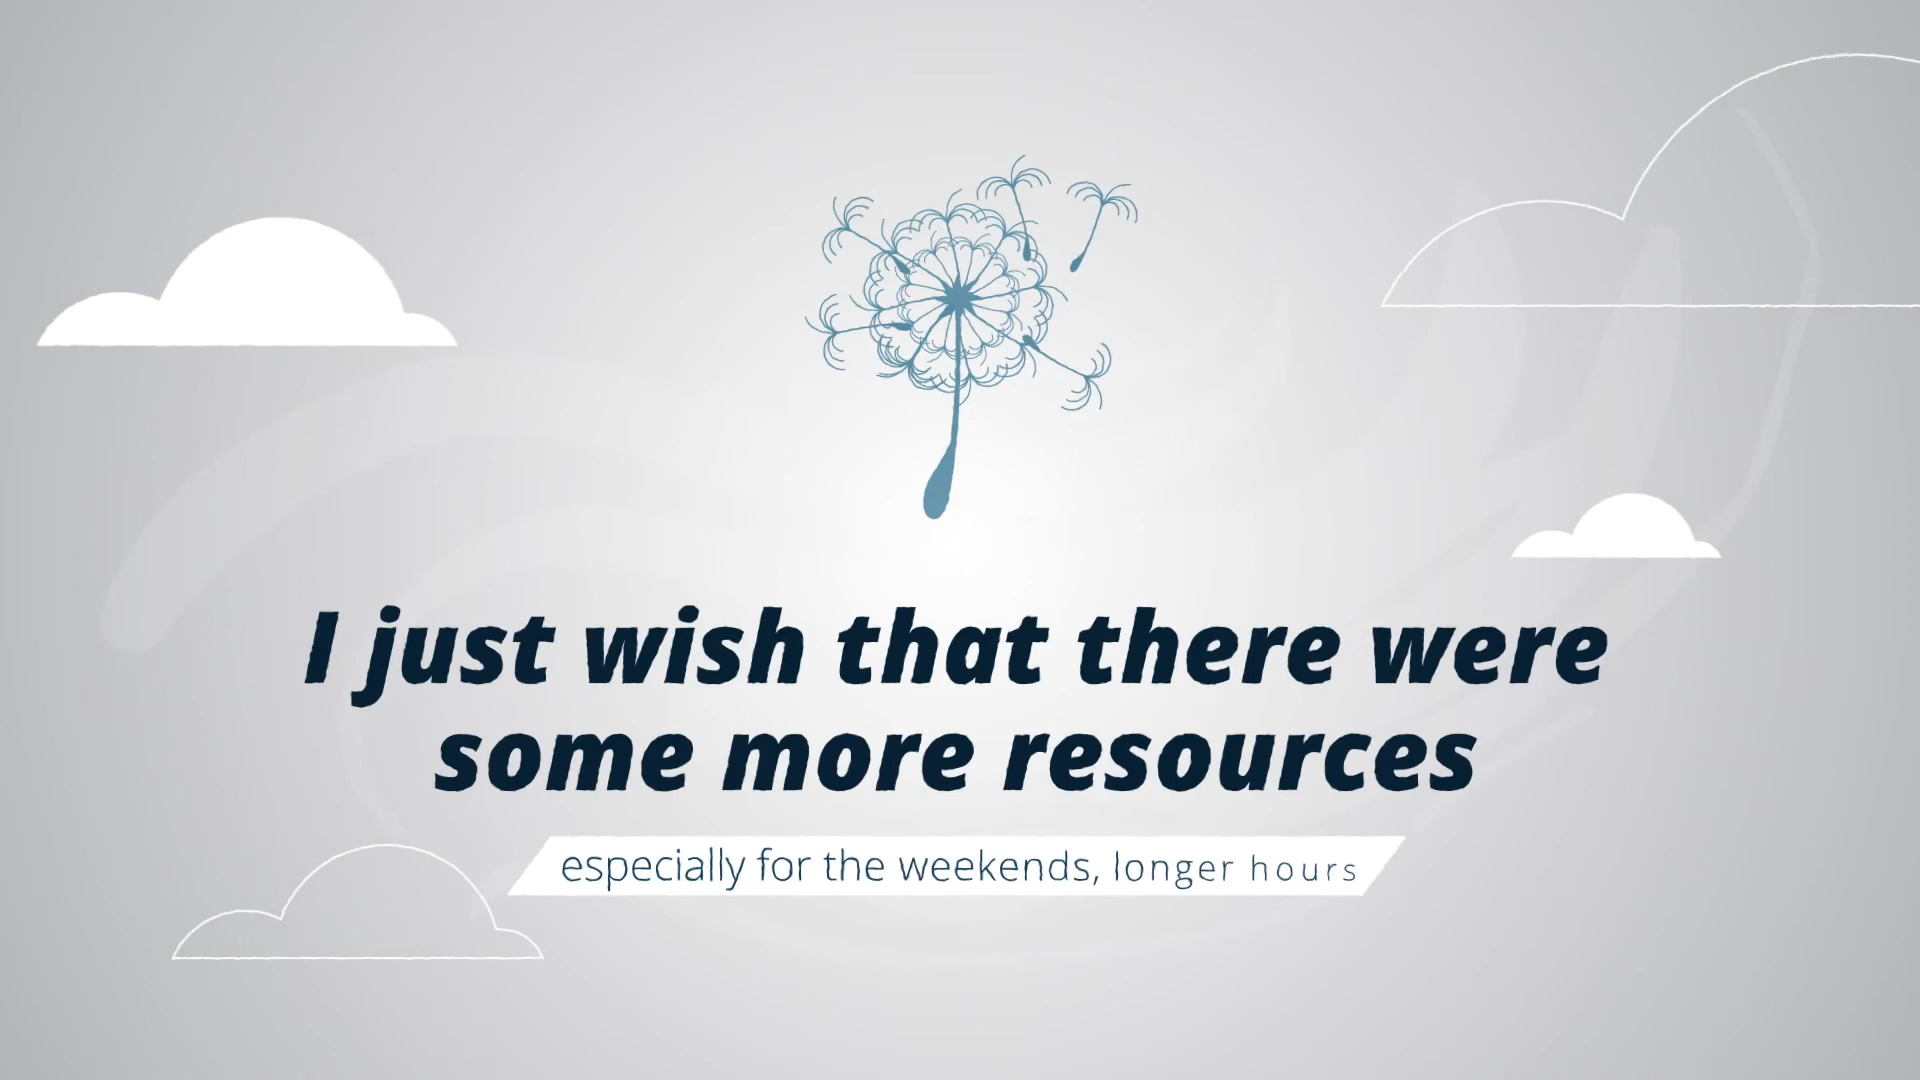 I just wish that there were
some more resources
especially for the weekends, longer hours